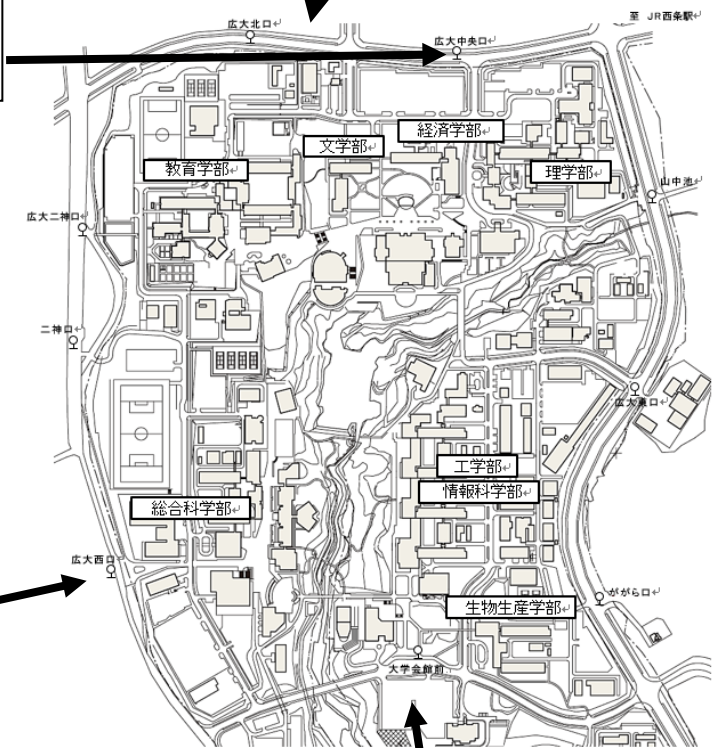 至 JR西条駅
広大北口
広大中央口
経済学部
文学部
教育学部
理学部
山中池
広大二神口
二神口
広大東口
工学部
情報科学部
総合科学部
広大西口
ががら口
生物生産学部
大学会館前